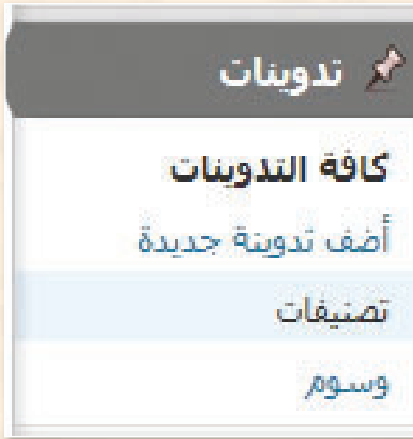 تدوينات
كافة التدوينات
أضف تدوينة جديدة
تصنيفات
وسوم